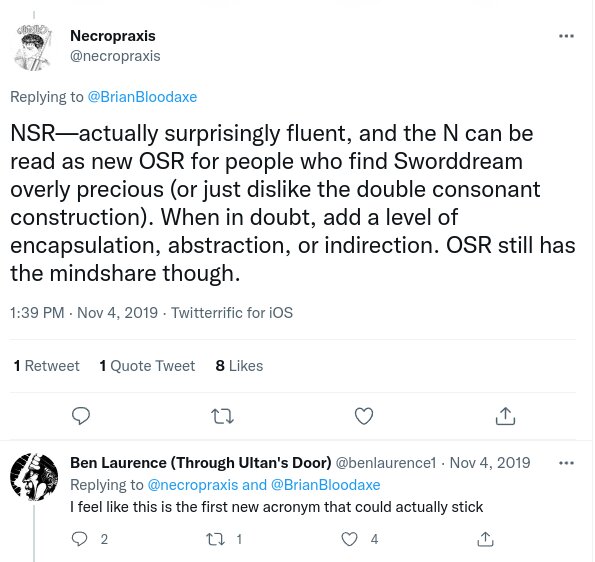 Necropraxis
@necropraxis
Replying to @BrianBloodaxe
NSR—actually surprisingly fluent, and the N can be
read as new OSR for people who find Sworddream
overly precious (or just dislike the double consonant
construction). When in doubt, add a level of
encapsulation, abstraction, or indirection. OSR still has
the mindshare though.
1:39 PM · Nov 4, 2019 · Twitterrific for iOS
1 Retweet 1 Quote Tweet 8 Likes
Ben Laurence (Through Ultan's Door) @benlaurence1 · Nov 4, 2019
Replying to @necropraxis and @BrianBloodaxe
I feel like this is the first new acronym that could actually stick
2 1 4